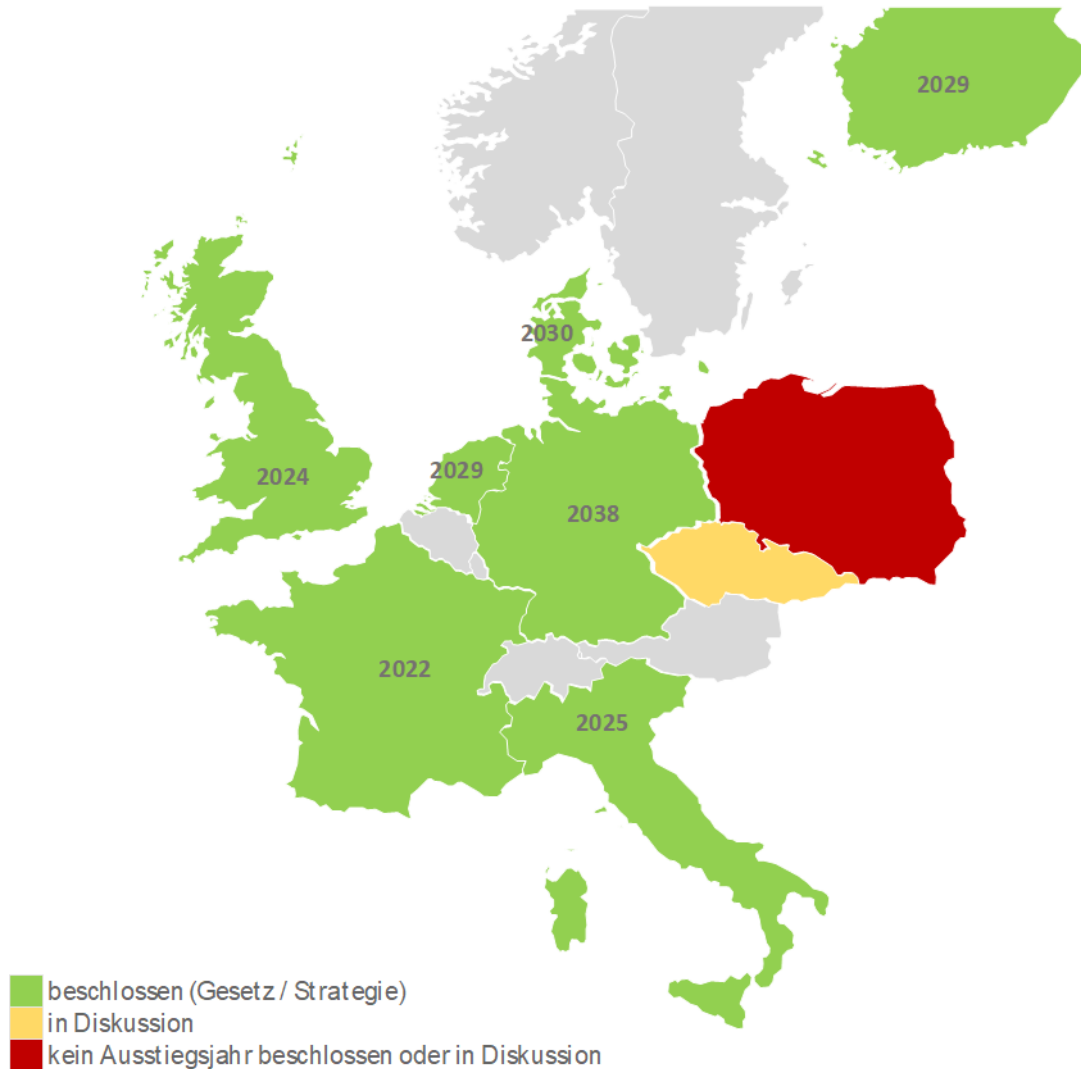 2029
2030
2029
2024
2038
2022
2025
beschlossen (Gesetz / Strategie)
in Diskussion
kein Ausstiegsjahr beschlossen oder in Diskussion